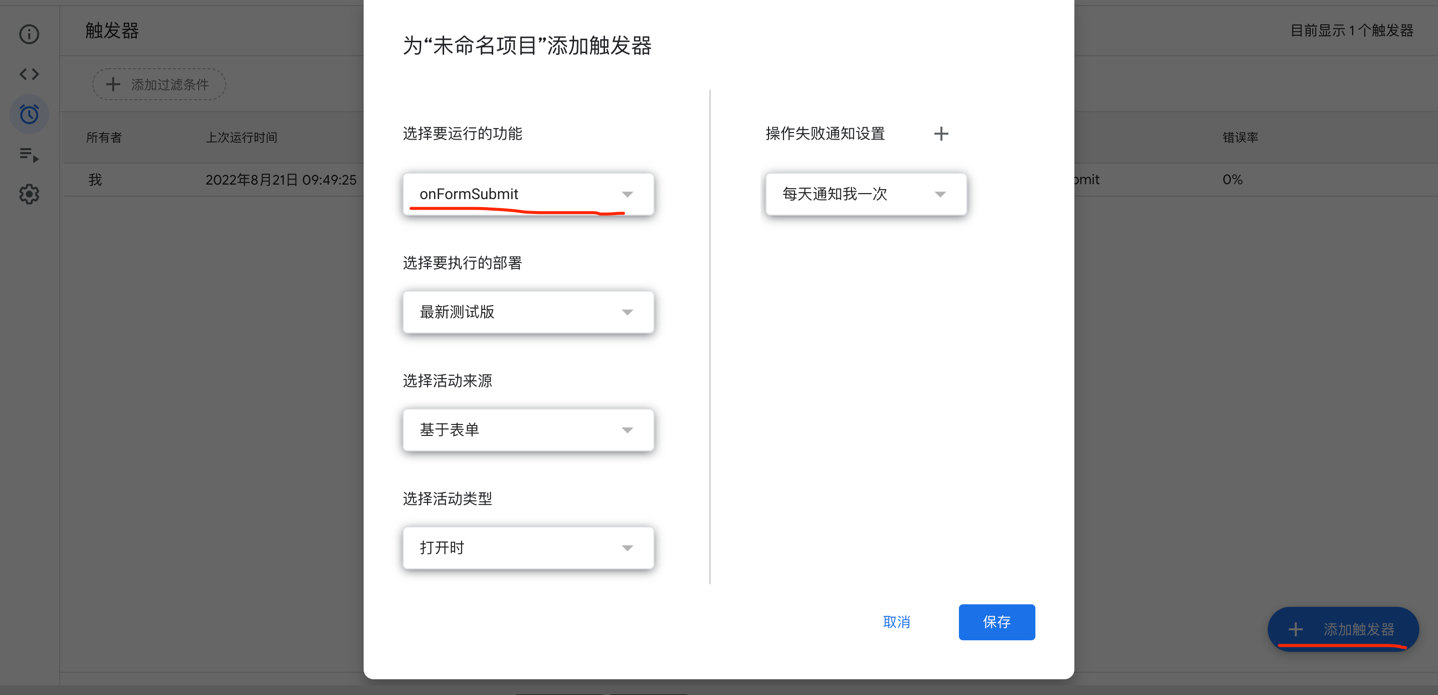 触发器
目前显示 1 个触发器
添加过滤条件
所有者
上次运行时间
错误率
我
2022年8月21日 09:49:25
0%
为“未命名项目”添加触发器
选择要运行的功能
onFormSubmit
选择要执行的部署
最新测试版
选择活动来源
基于表单
选择活动类型
打开时
操作失败通知设置
每天通知我一次
取消
保存
添加触发器